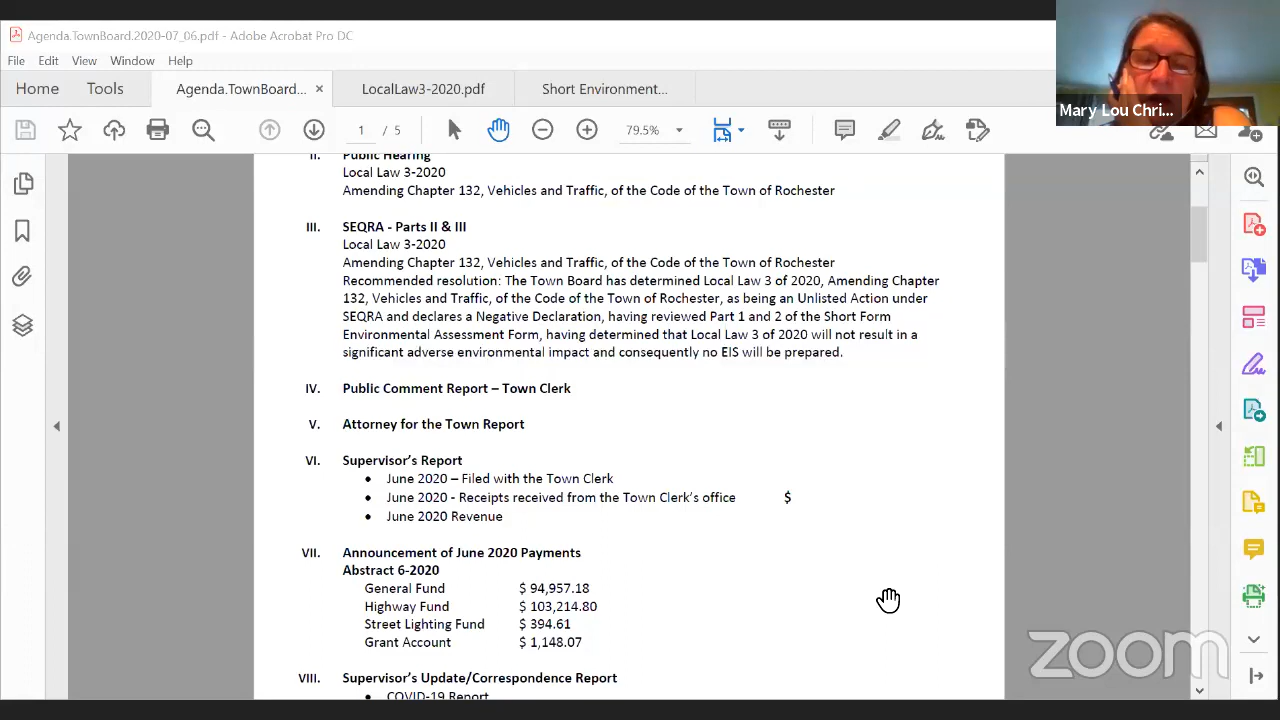 Agenda.TownBoard.2020-07_06.pdf - Adobe Acrobat Pro DC
File Edit View Window Help
Home Tools Agenda.TownBoard... × LocalLaw3-2020.pdf Short Environment...
1 / 5 79.5%
Mary Lou Chri...
II. Public Hearing
Local Law 3-2020
Amending Chapter 132, Vehicles and Traffic, of the Code of the Town of Rochester
III. SEQRA - Parts II & III
Local Law 3-2020
Amending Chapter 132, Vehicles and Traffic, of the Code of the Town of Rochester
Recommended resolution: The Town Board has determined Local Law 3 of 2020, Amending Chapter
132, Vehicles and Traffic, of the Code of the Town of Rochester, as being an Unlisted Action under
SEQRA and declares a Negative Declaration, having reviewed Part 1 and 2 of the Short Form
Environmental Assessment Form, having determined that Local Law 3 of 2020 will not result in a
significant adverse environmental impact and consequently no EIS will be prepared.
IV. Public Comment Report – Town Clerk
V. Attorney for the Town Report
VI. Supervisor's Report
• June 2020 – Filed with the Town Clerk
• June 2020 - Receipts received from the Town Clerk's office $
• June 2020 Revenue
VII. Announcement of June 2020 Payments
Abstract 6-2020
General Fund $ 94,957.18
Highway Fund $ 103,214.80
Street Lighting Fund $ 394.61
Grant Account $ 1,148.07
VIII. Supervisor's Update/Correspondence Report
• COVID-19 Report
zoom